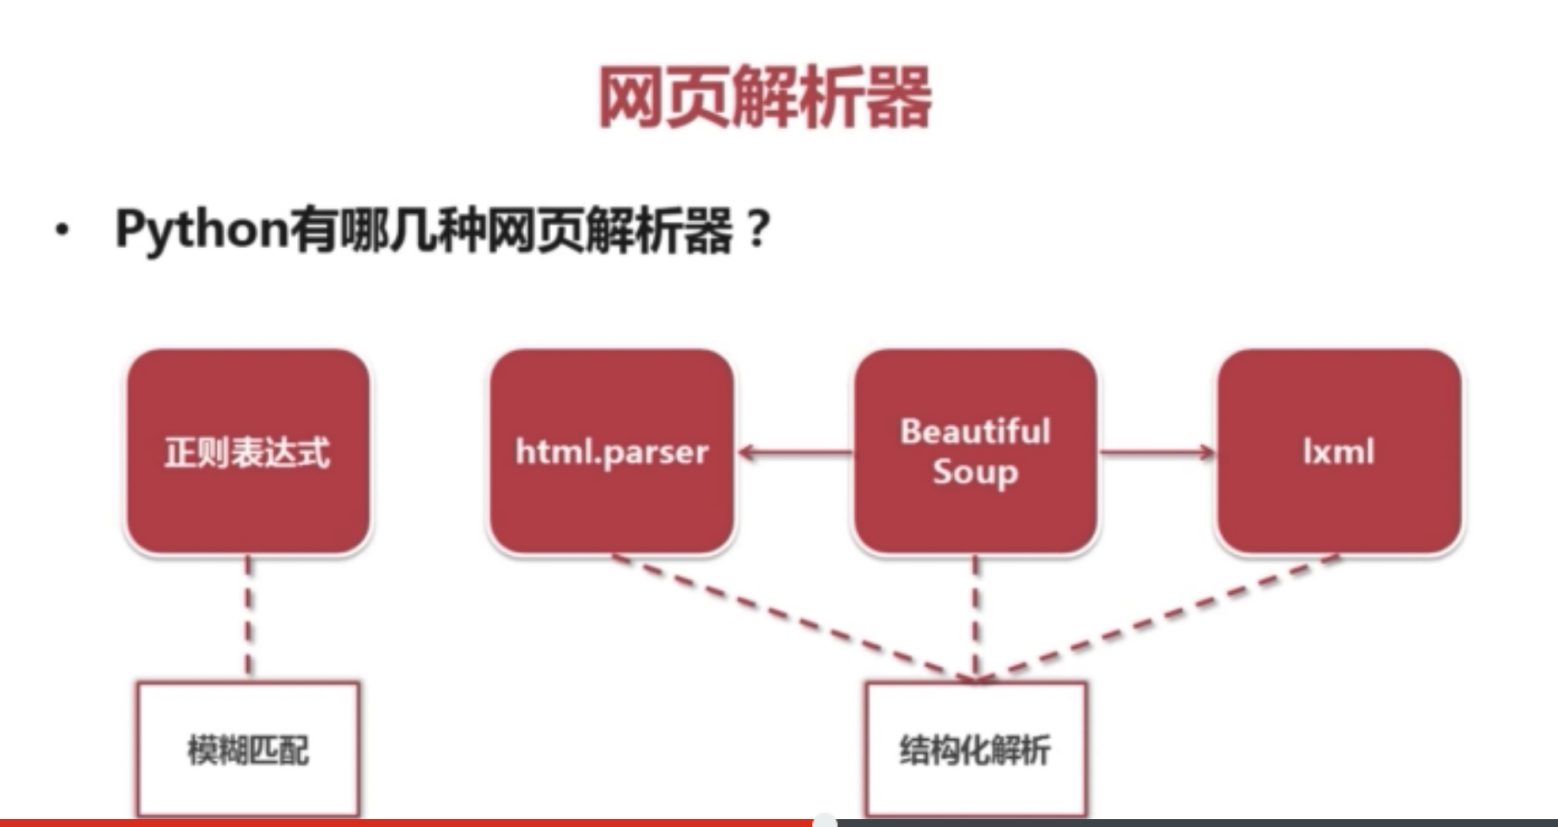 网页解析器
• Python有哪几种网页解析器？
正则表达式
html.parser
Beautiful
Soup
lxml
模糊匹配
结构化解析